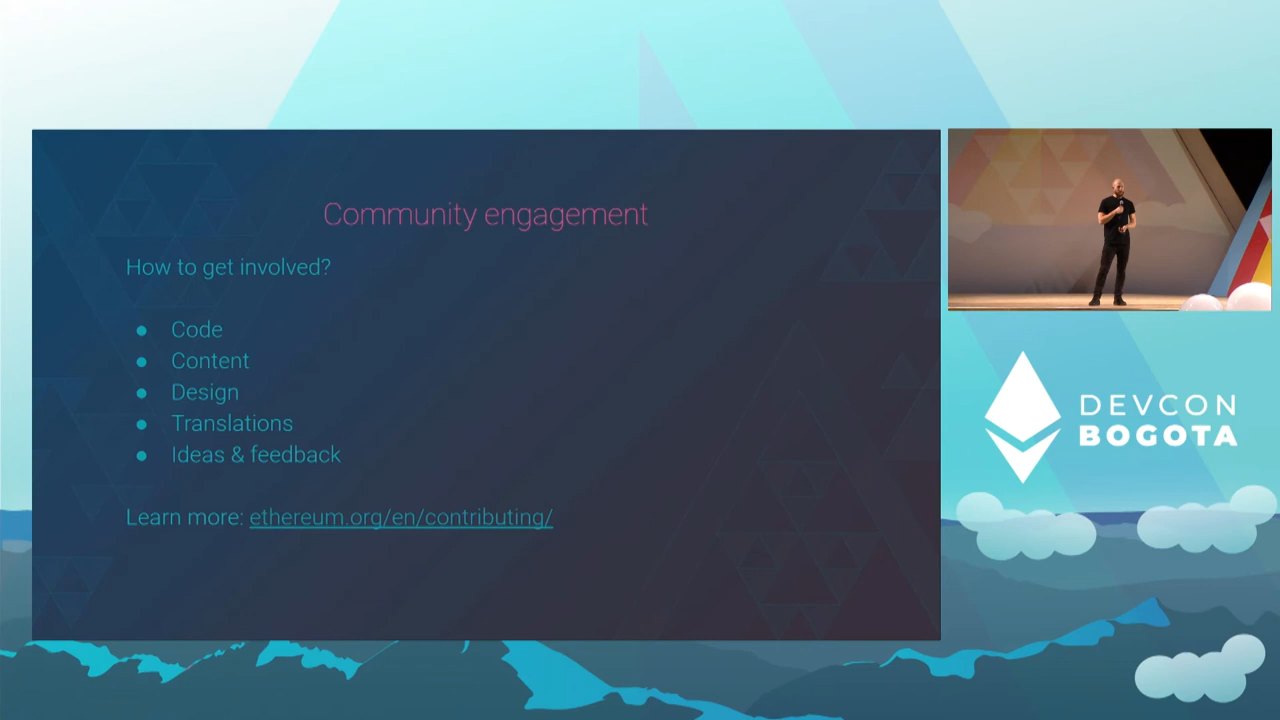 Community engagement
How to get involved?
● Code
● Content
● Design
● Translations
● Ideas & feedback
Learn more: ethereum.org/en/contributing/
DEVCON
BOGOTA